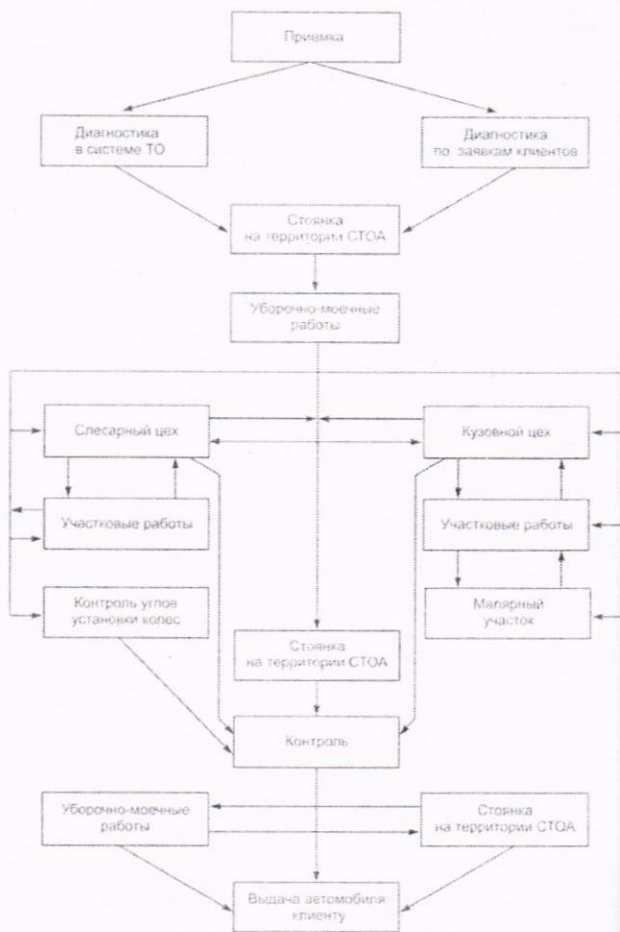 Приемка
Диагностика
в системе ТО
Диагностика
по заявкам клиентов
Стоянка
на территории СТОА
Уборочно-моечные
работы
Слесарный цех
Кузовной цех
Участковые работы
Участковые работы
Контроль углов
установки колес
Малярный
участок
Стоянка
на территории СТОА
Контроль
Уборочно-моечные
работы
Стоянка
на территории СТОА
Выдача автомобиля
клиенту